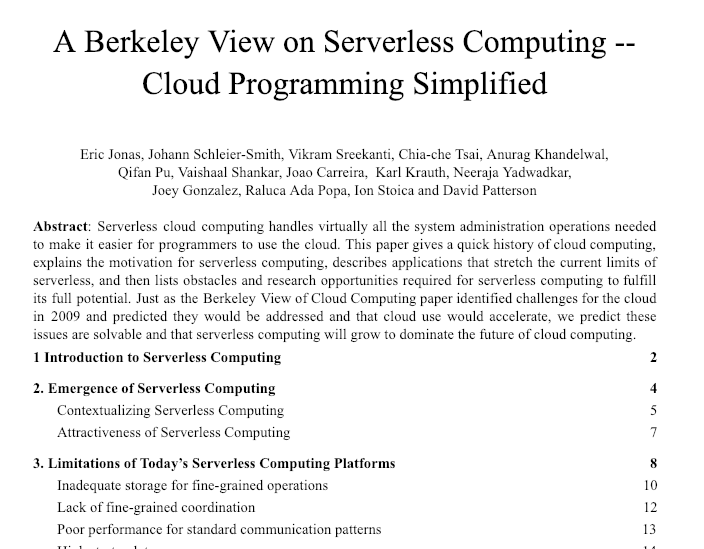 A Berkeley View on Serverless Computing --
Cloud Programming Simplified
Eric Jonas, Johann Schleier-Smith, Vikram Sreekanti, Chia-che Tsai, Anurag Khandelwal,
Qifan Pu, Vaishaal Shankar, Joao Carreira, Karl Krauth, Neeraja Yadwadkar,
Joey Gonzalez, Raluca Ada Popa, Ion Stoica and David Patterson
Abstract: Serverless cloud computing handles virtually all the system administration operations needed
to make it easier for programmers to use the cloud. This paper gives a quick history of cloud computing,
explains the motivation for serverless computing, describes applications that stretch the current limits of
serverless, and then lists obstacles and research opportunities required for serverless computing to fulfill
its full potential. Just as the Berkeley View of Cloud Computing paper identified challenges for the cloud
in 2009 and predicted they would be addressed and that cloud use would accelerate, we predict these
issues are solvable and that serverless computing will grow to dominate the future of cloud computing.
1 Introduction to Serverless Computing 2
2. Emergence of Serverless Computing 4
Contextualizing Serverless Computing 5
Attractiveness of Serverless Computing 7
3. Limitations of Today's Serverless Computing Platforms 8
Inadequate storage for fine-grained operations 10
Lack of fine-grained coordination 12
Poor performance for standard communication patterns 13